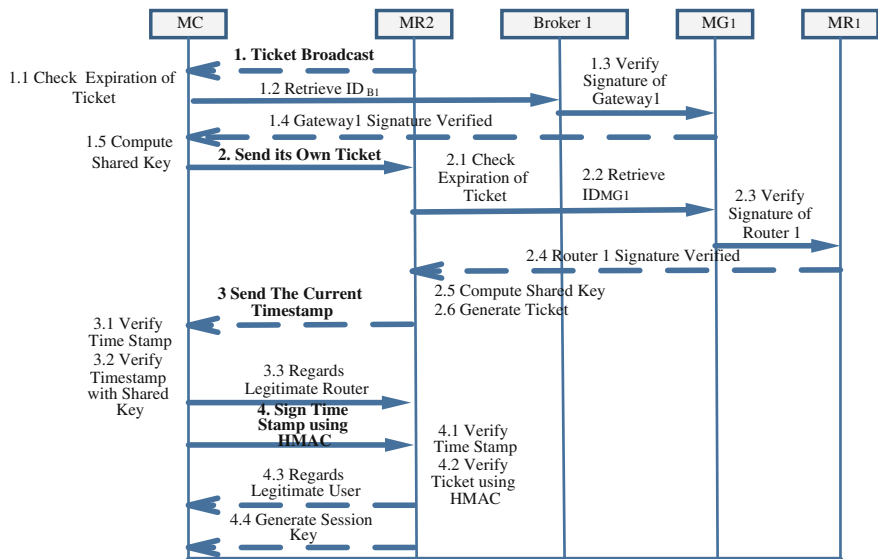 MC
MR2
Broker 1
MG1
MR1
1. Ticket Broadcast
1.1 Check Expiration of
Ticket
1.2 Retrieve ID B1
1.3 Verify
Signature of
Gateway1
1.4 Gateway1 Signature Verified
1.5 Compute
Shared Key
2. Send its Own Ticket
2.1 Check
Expiration of
Ticket
2.2 Retrieve
IDMG1
2.3 Verify
Signature of
Router 1
2.4 Router 1 Signature Verified
2.5 Compute Shared Key
2.6 Generate Ticket
3 Send The Current
Timestamp
3.1 Verify
Time Stamp
3.2 Verify
Timestamp
with Shared
Key
3.3 Regards
Legitimate Router
4. Sign Time
Stamp using
HMAC
4.1 Verify
Time Stamp
4.2 Verify
Ticket using
HMAC
4.3 Regards
Legitimate User
4.4 Generate Session
Key